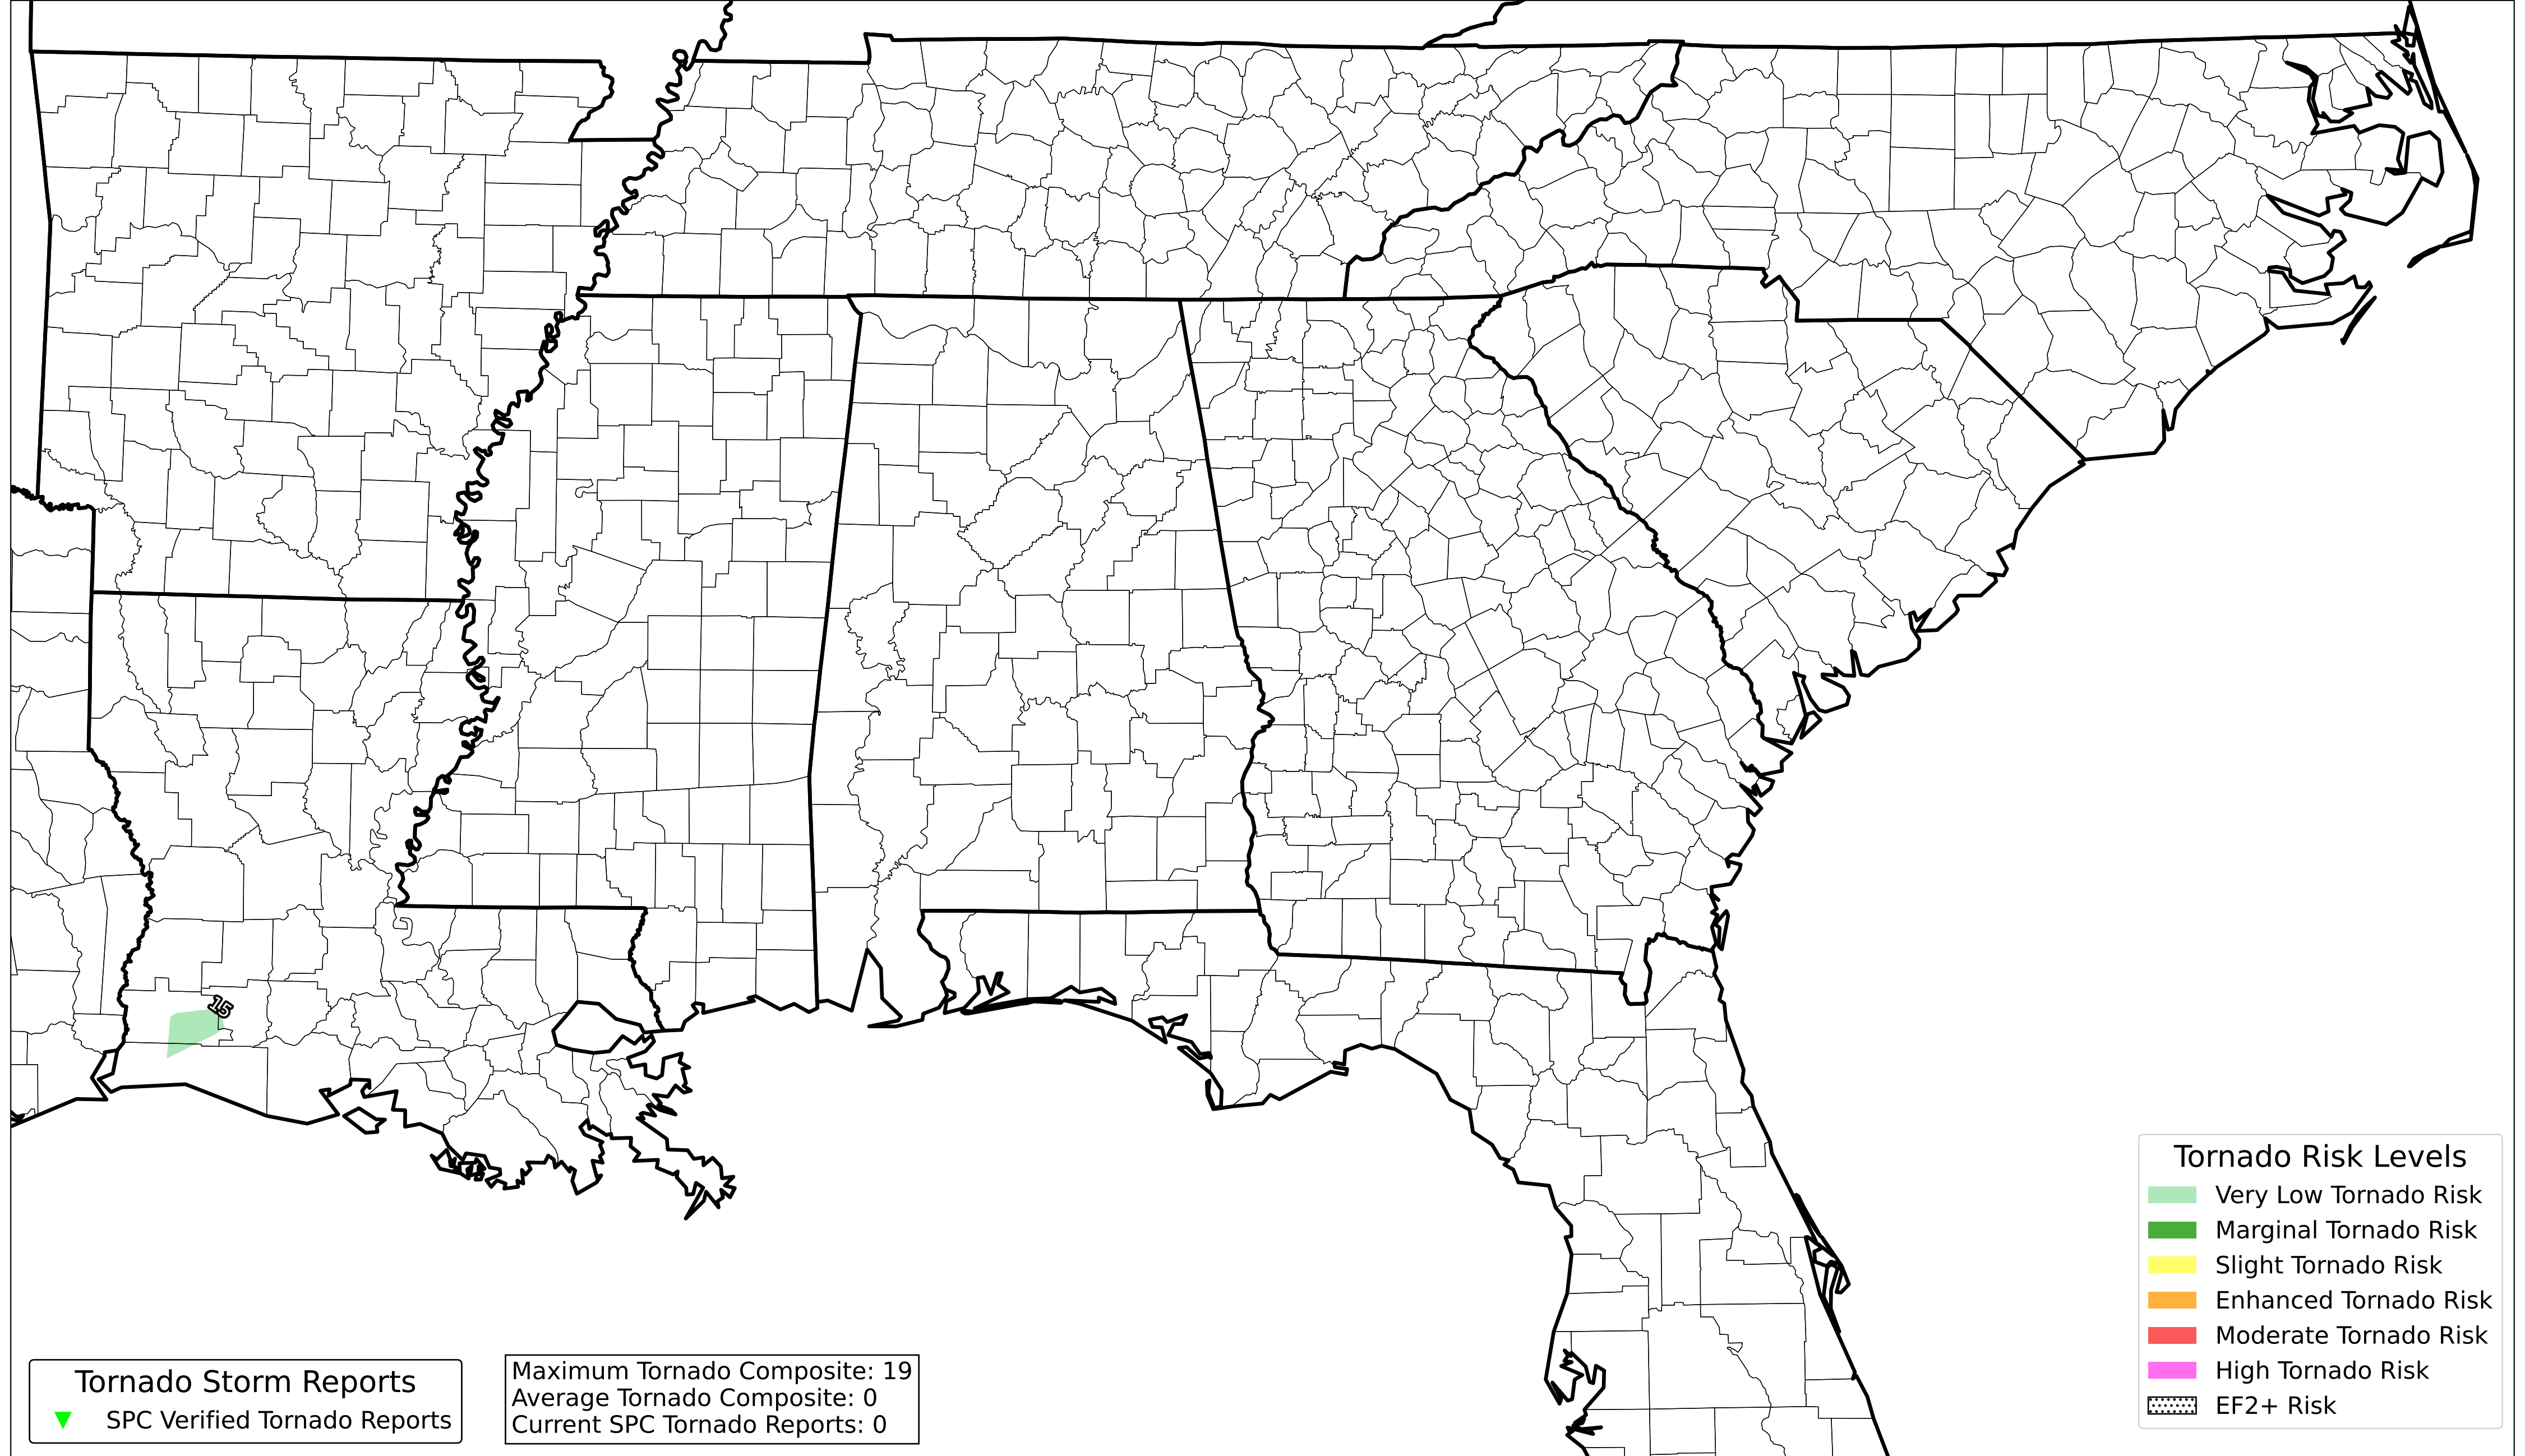 15
Tornado Risk Levels
Very Low Tornado Risk
Marginal Tornado Risk
Slight Tornado Risk
Enhanced Tornado Risk
Moderate Tornado Risk
High Tornado Risk
EF2+ Risk
Tornado Storm Reports
SPC Verified Tornado Reports
Maximum Tornado Composite: 19
Average Tornado Composite: 0
Current SPC Tornado Reports: 0